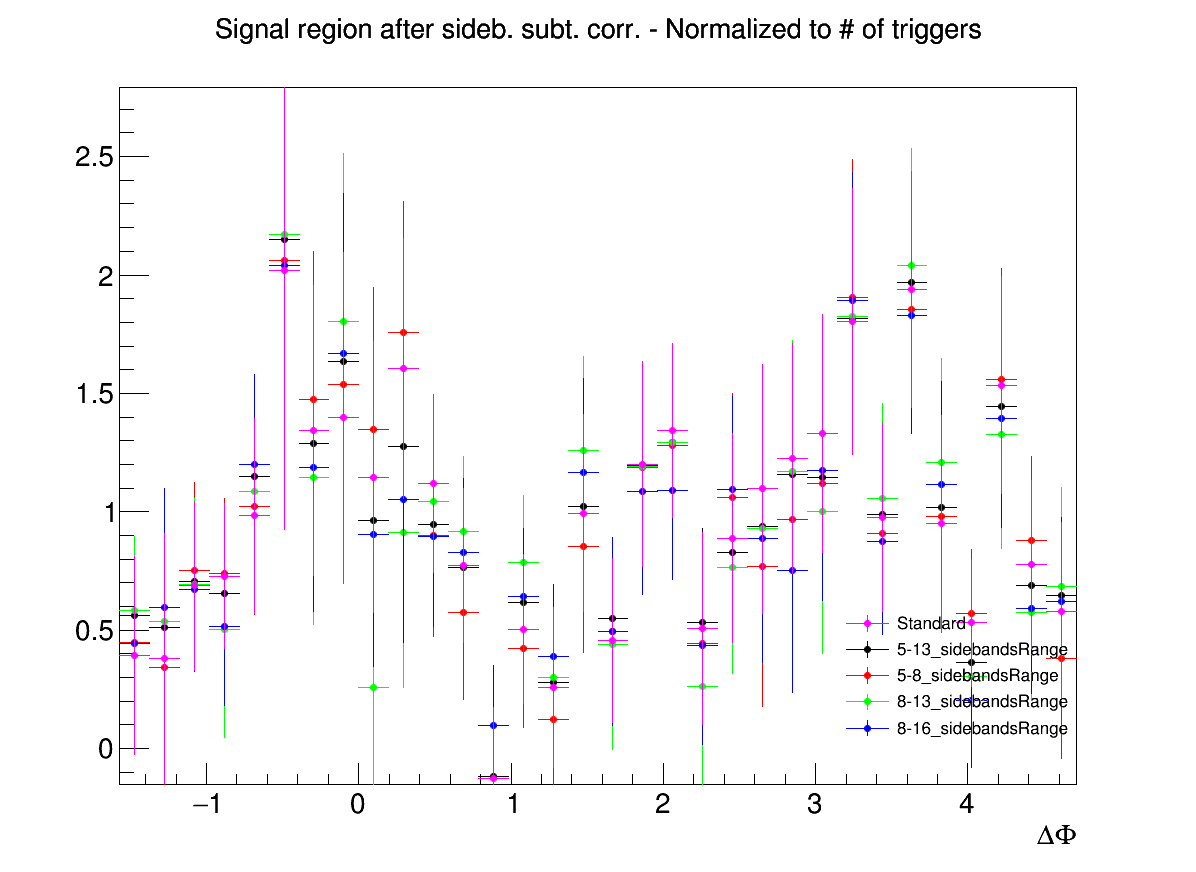 Signal region after sideb. subt. corr. - Normalized to # of triggers
2.5
2
1.5
1
0.5
0
−1
0
1
2
3
4
ΔΦ
Standard
5-13_sidebandsRange
5-8_sidebandsRange
8-13_sidebandsRange
8-16_sidebandsRange